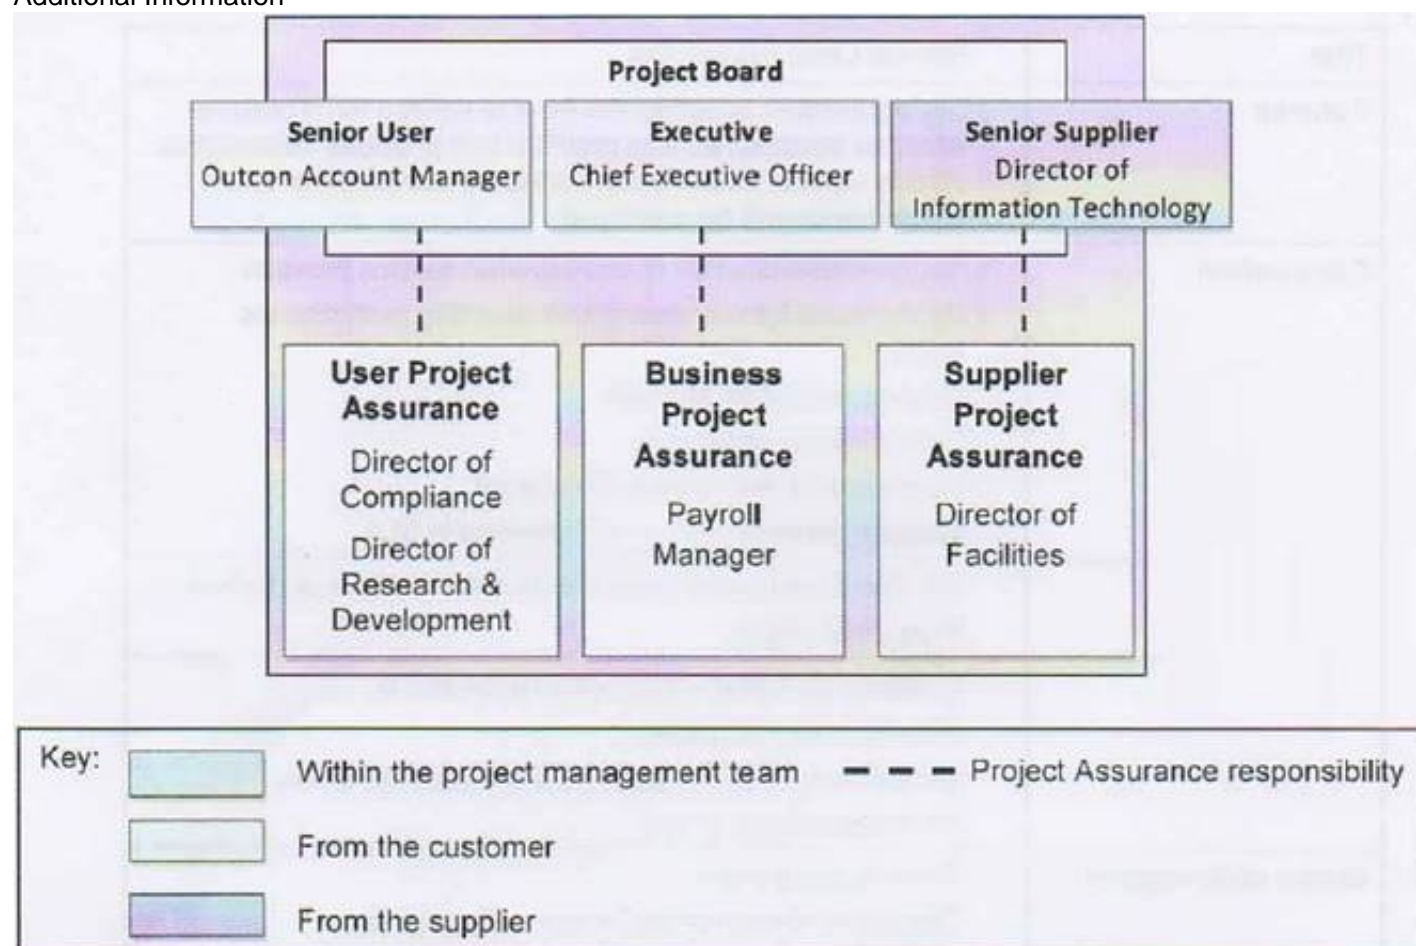 Additional Information
Project Board
Senior User
Outcon Account Manager
Executive
Chief Executive Officer
Senior Supplier
Director of
Information Technology
User Project
Assurance
Director of
Compliance
Director of
Research &
Development
Business
Project
Assurance
Payroll
Manager
Supplier
Project
Assurance
Director of
Facilities
Key:
Within the project management team
Project Assurance responsibility
From the customer
From the supplier